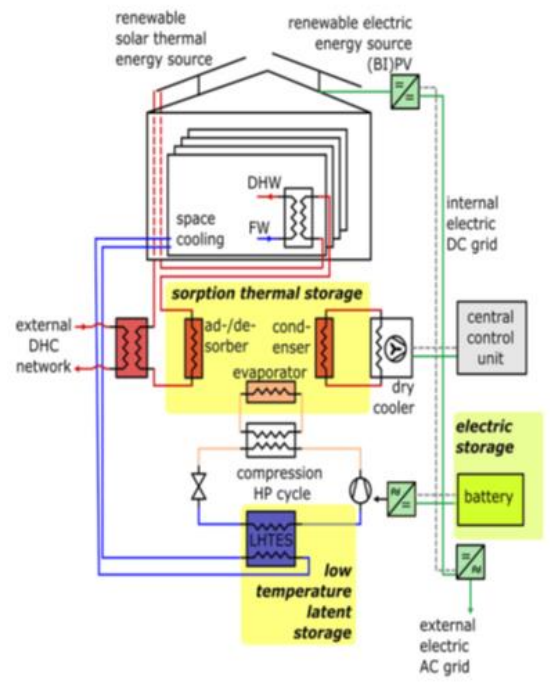 renewable
solar thermal
energy source
renewable electric
energy source
(BI)PV
DHW
FW
space
cooling
internal
electric
DC grid
sorption thermal storage
external
DHC
network
ad-/de-
sorber
cond-
enser
evaporator
dry
cooler
central
control
unit
compression
HP cycle
electric
storage
battery
LHTES
low
temperature
latent
storage
external
electric
AC grid